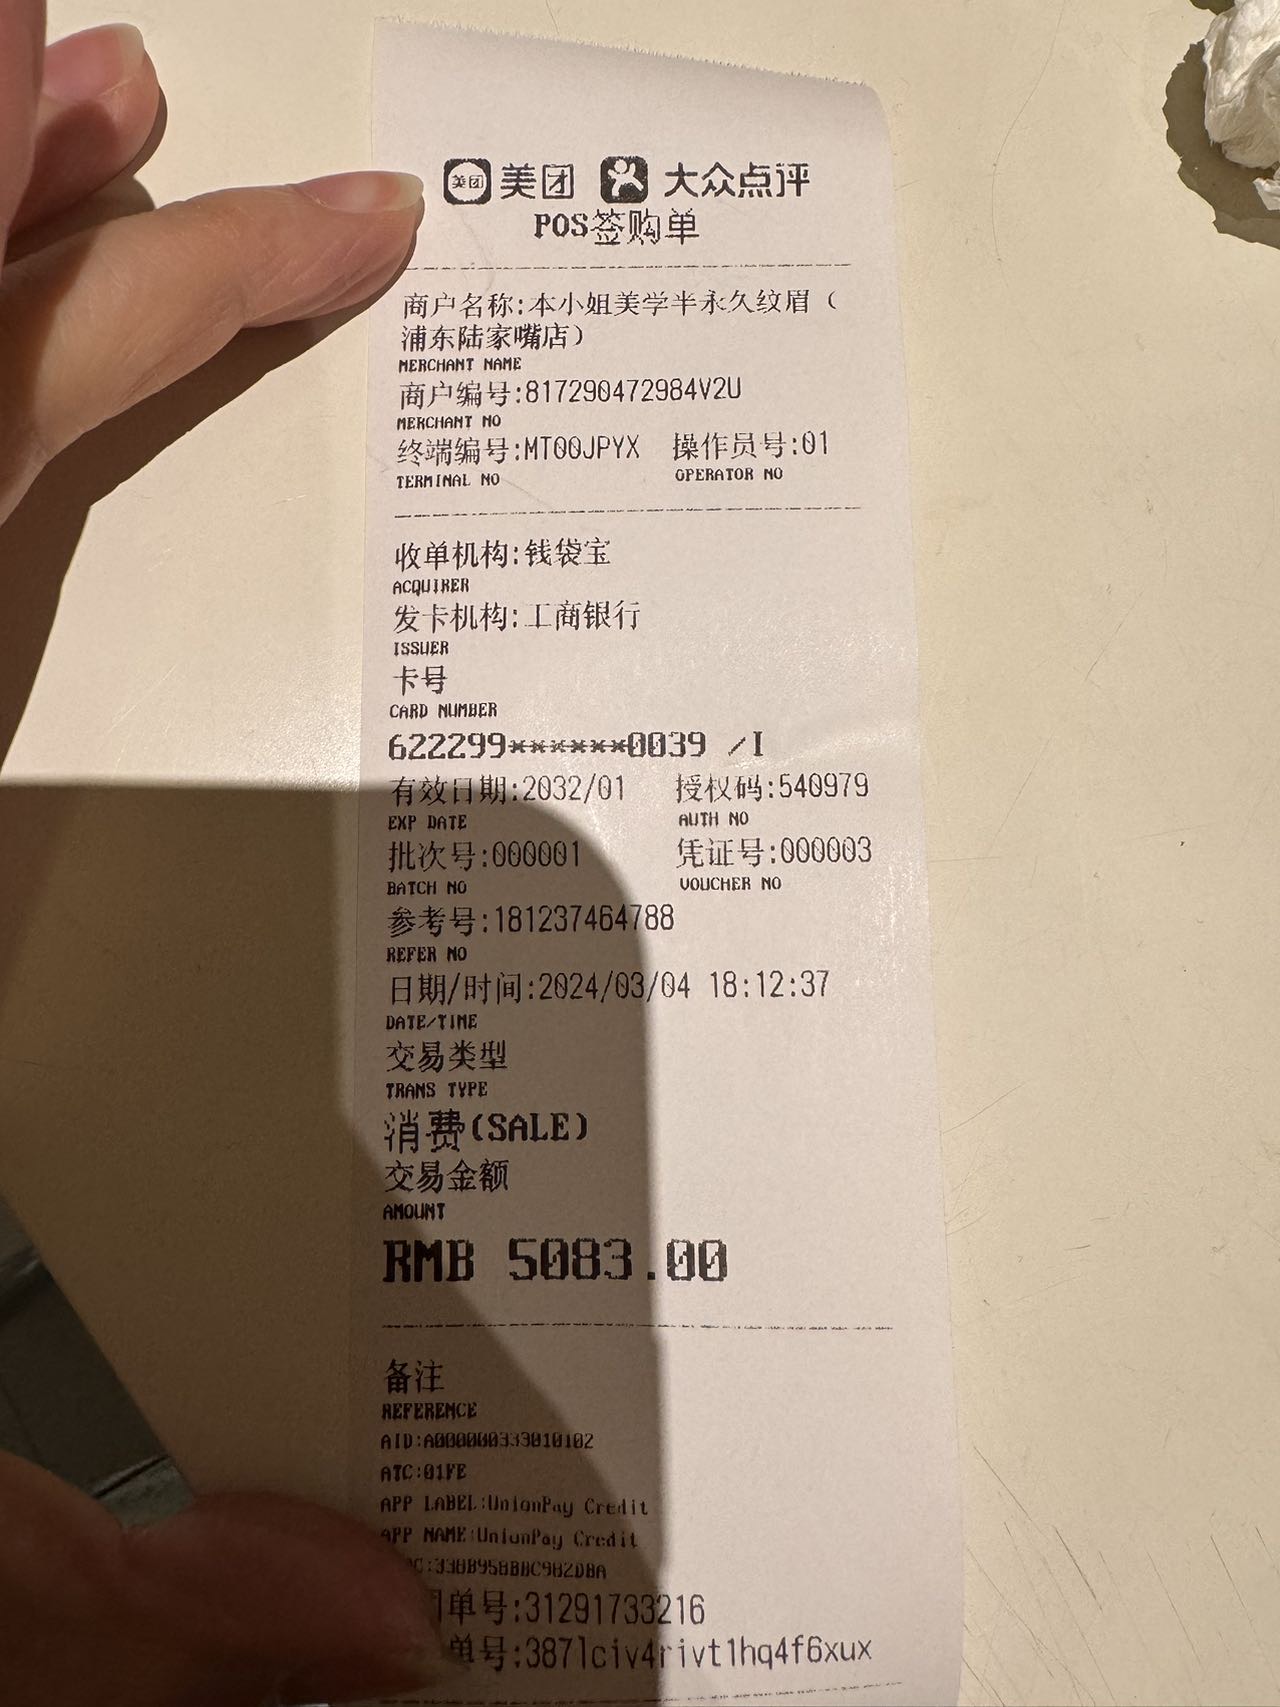 美团 美团 大众点评
POS签购单
商户名称:本小姐美学半永久纹眉（
浦东陆家嘴店）
MERCHANT NAME
商户编号:817290472984V2U
MERCHANT NO
终端编号:MT00JPYX 操作员号:01
TERMINAL NO OPERATOR NO
收单机构:钱袋宝
ACQUIRER
发卡机构:工商银行
ISSUER
卡号
CARD NUMBER
622299******0039 /I
有效日期:2032/01 授权码:540979
EXP DATE AUTH NO
批次号:000001 凭证号:000003
BATCH NO VOUCHER NO
参考号:181237464788
REFER NO
日期/时间:2024/03/04 18:12:37
DATE/TIME
交易类型
TRANS TYPE
消费(SALE)
交易金额
AMOUNT
RMB 5083.00
备注
REFERENCE
AID:A000000333010102
ATC:01FE
APP LABEL:UnionPay Credit
APP NAME:UnionPay Credit
单号:31291733216
单号:387lciv4rivt1hq4f6xux